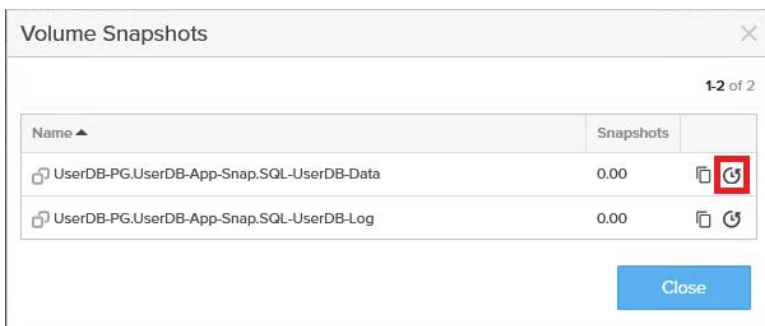 Volume Snapshots
1-2 of 2
Name Snapshots
UserDB-PG.UserDB-App-Snap.SQL-UserDB-Data 0.00
UserDB-PG.UserDB-App-Snap.SQL-UserDB-Log 0.00
Close